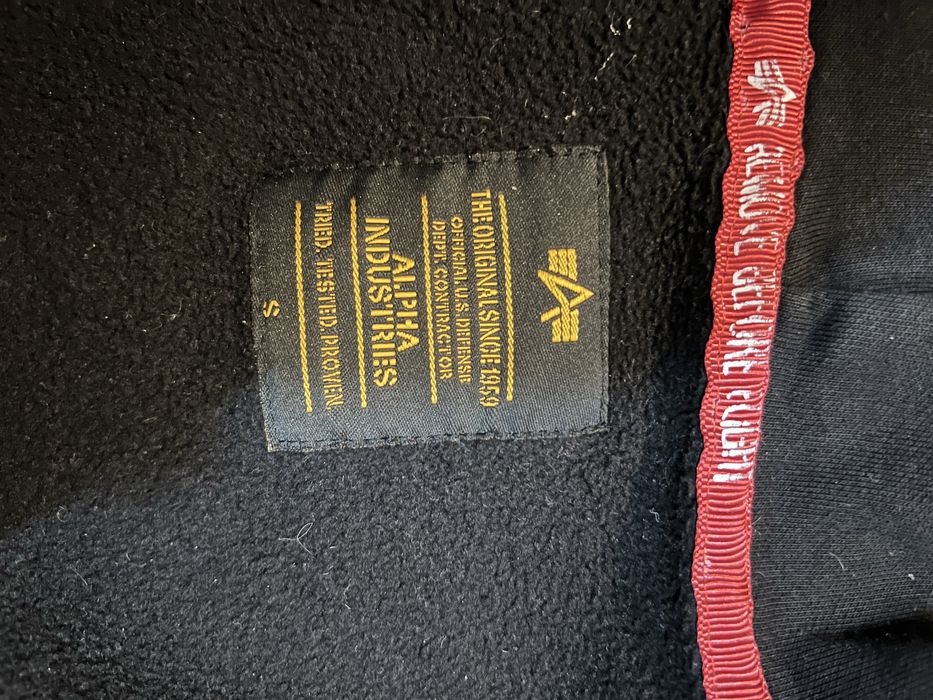 THE ORIGINAL SINCE 1959
OFFICIAL U.S. DEFENSE
DEPT. CONTRACTOR
ALPHA
INDUSTRIES
TRIED. TESTED. PROVEN.
S
REMOVE BEFORE FLIGHT